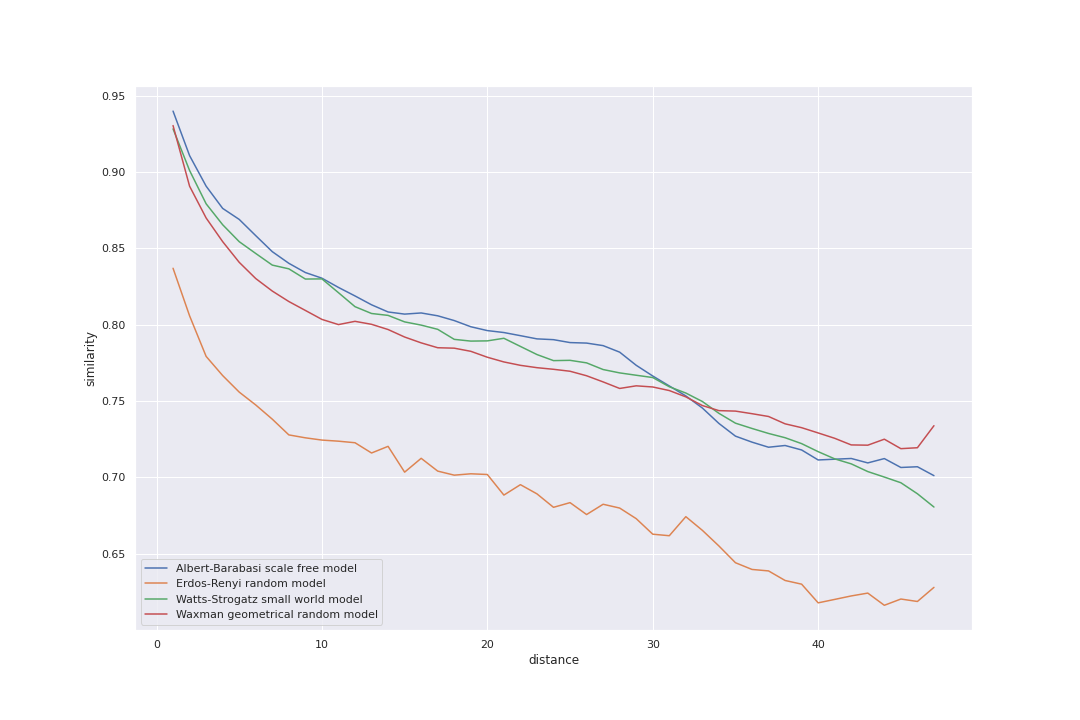 0.95
0.90
0.85
0.80
0.75
0.70
0.65
similarity
Albert-Barabasi scale free model
Erdos-Renyi random model
Watts-Strogatz small world model
Waxman geometrical random model
0 10 20 30 40
distance